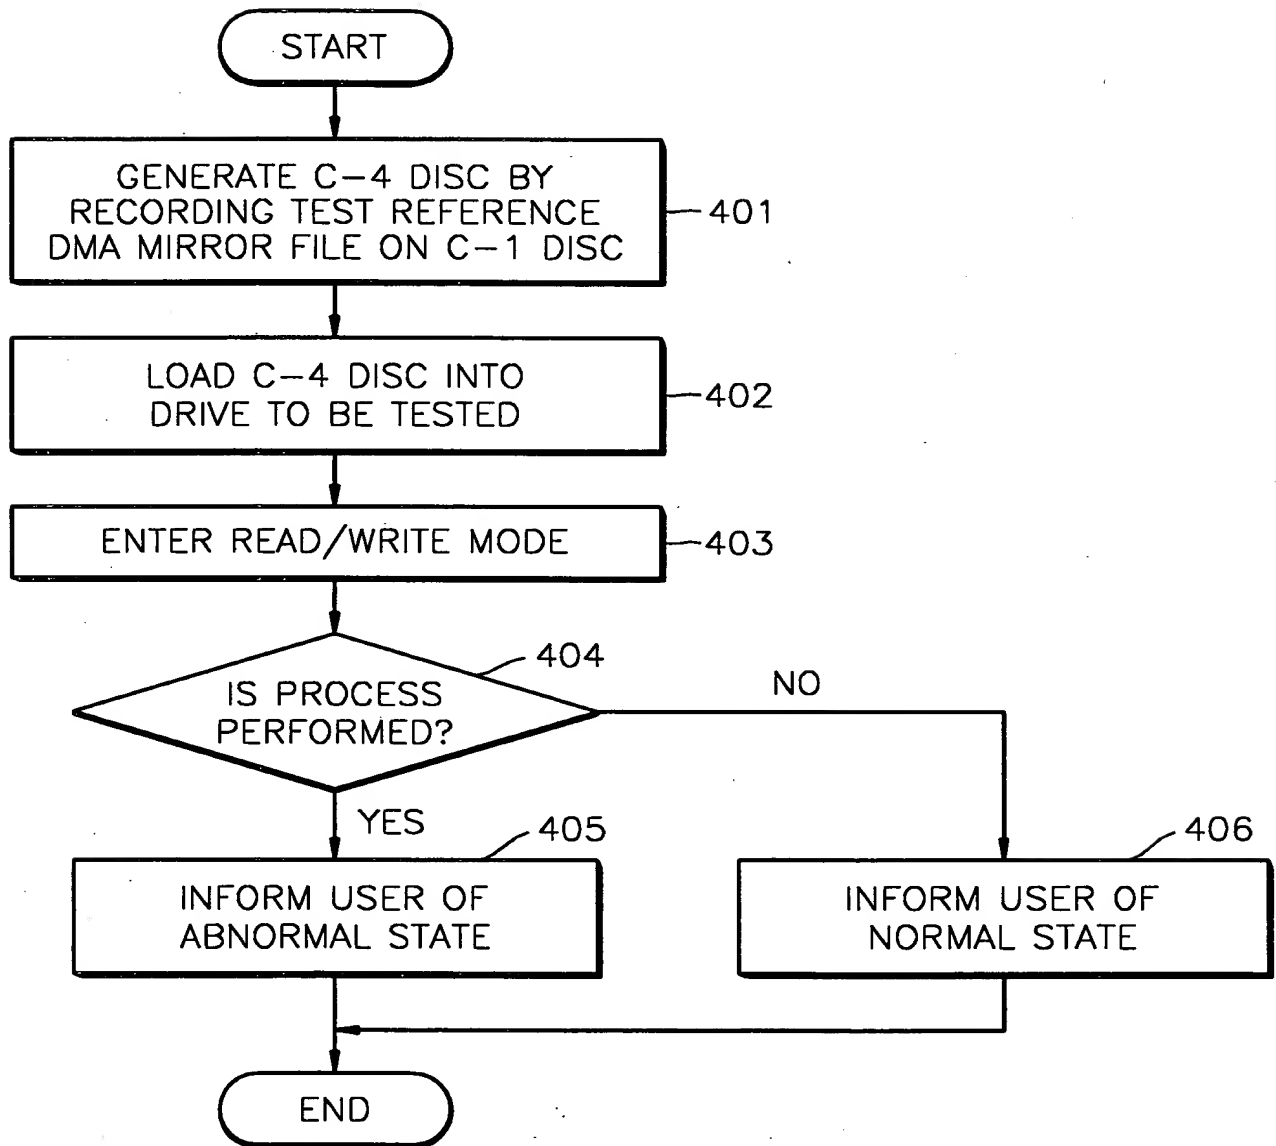 START
GENERATE C-4 DISC BY
RECORDING TEST REFERENCE
DMA MIRROR FILE ON C-1 DISC
401
LOAD C-4 DISC INTO
DRIVE TO BE TESTED
402
ENTER READ/WRITE MODE
403
404
IS PROCESS
PERFORMED?
NO
YES
405
406
INFORM USER OF
ABNORMAL STATE
INFORM USER OF
NORMAL STATE
END